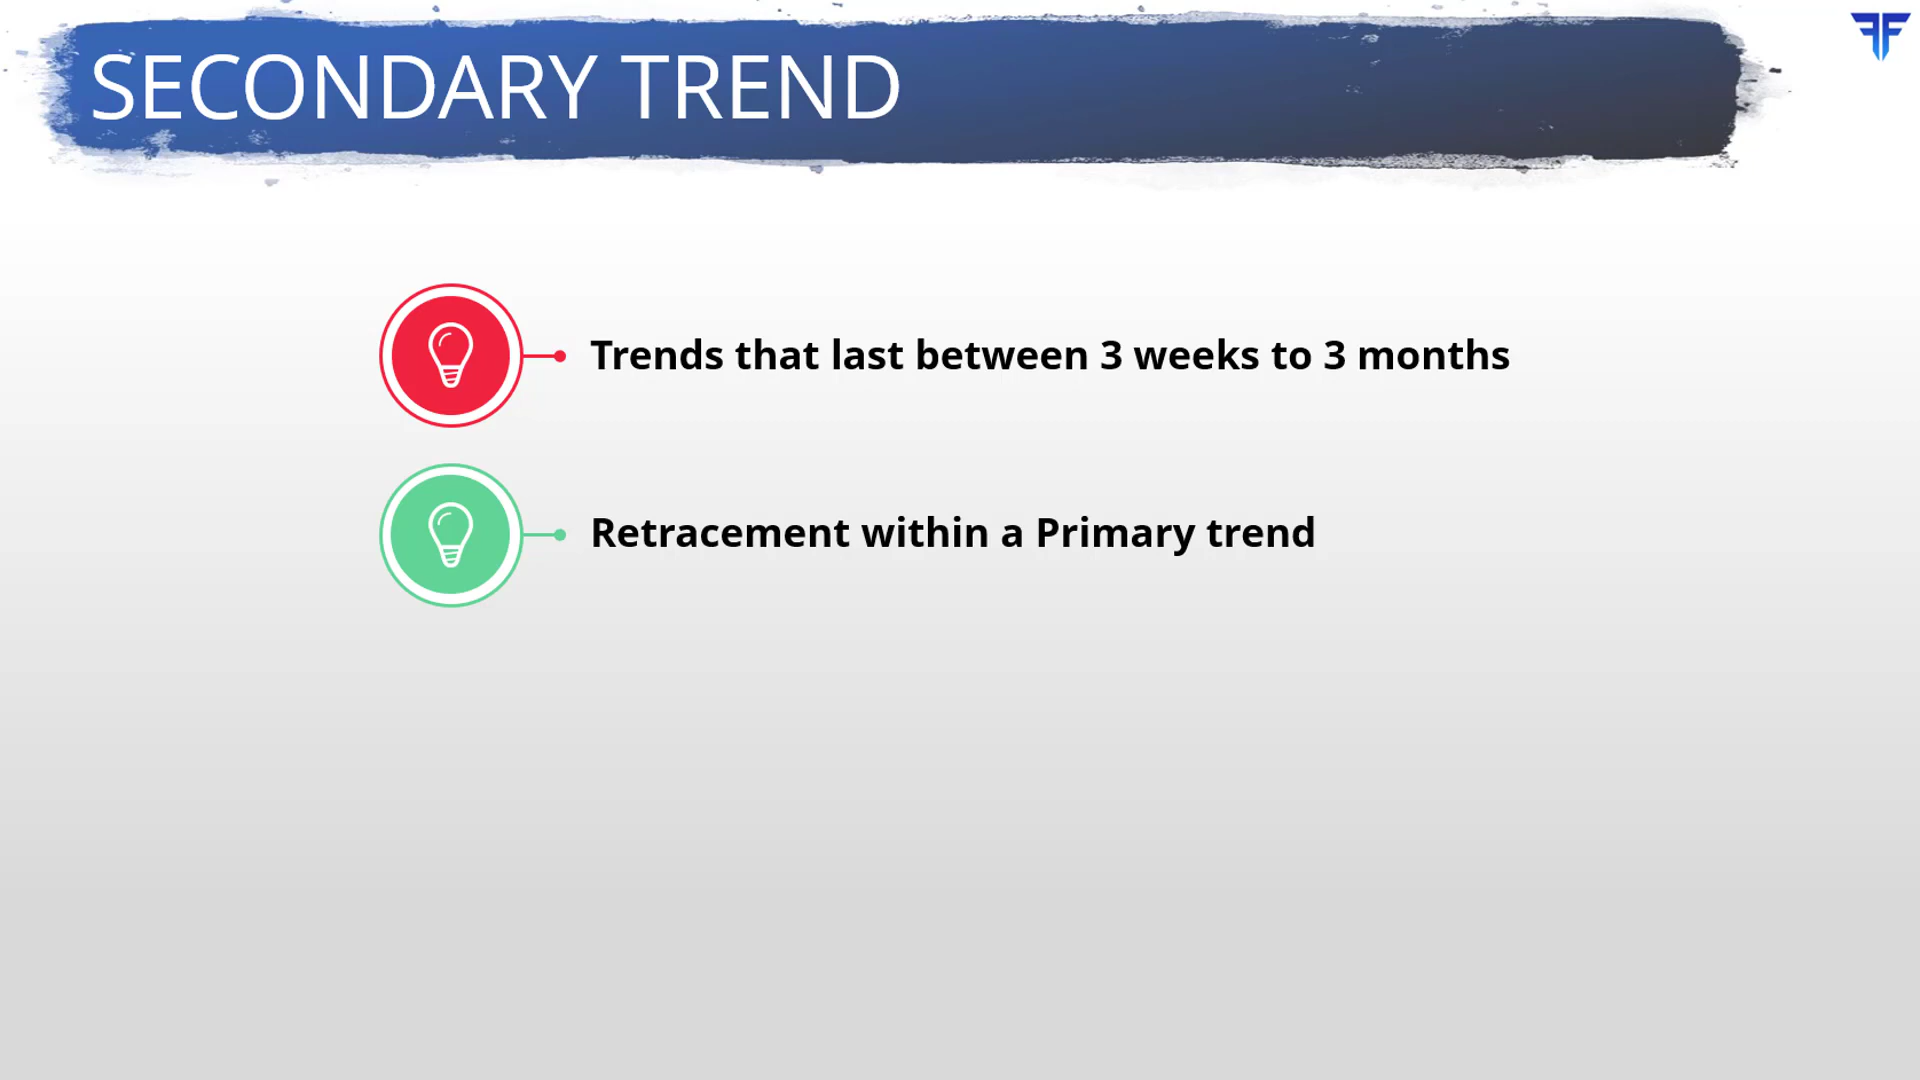 SECONDARY TREND
Trends that last between 3 weeks to 3 months
Retracement within a Primary trend